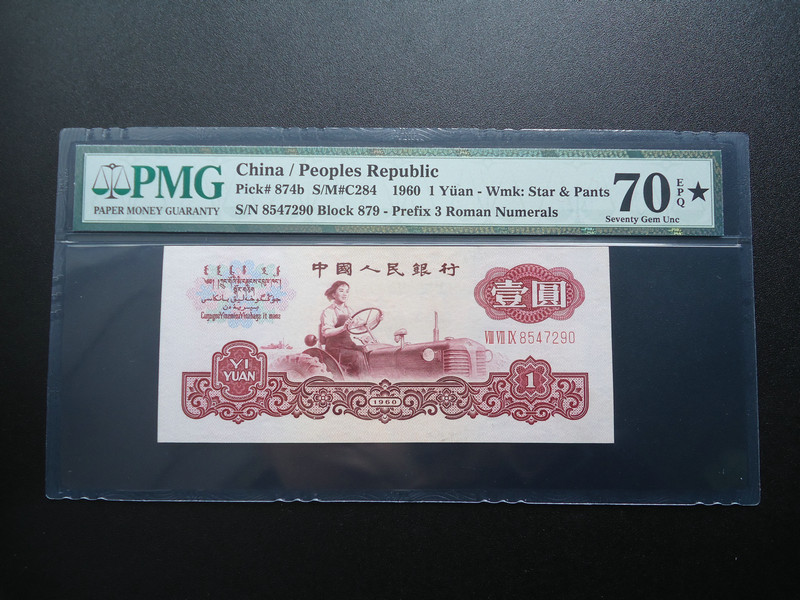 PMG
PAPER MONEY GUARANTY
China / Peoples Republic
Pick# 874b S/M#C284 1960 1 Yüan - Wmk: Star & Pants
S/N 8547290 Block 879 - Prefix 3 Roman Numerals
70 EPQ★
Seventy Gem Unc
中國人民銀行
壹圓
VIII VII IX 8547290
YI
YUAN
1960
1